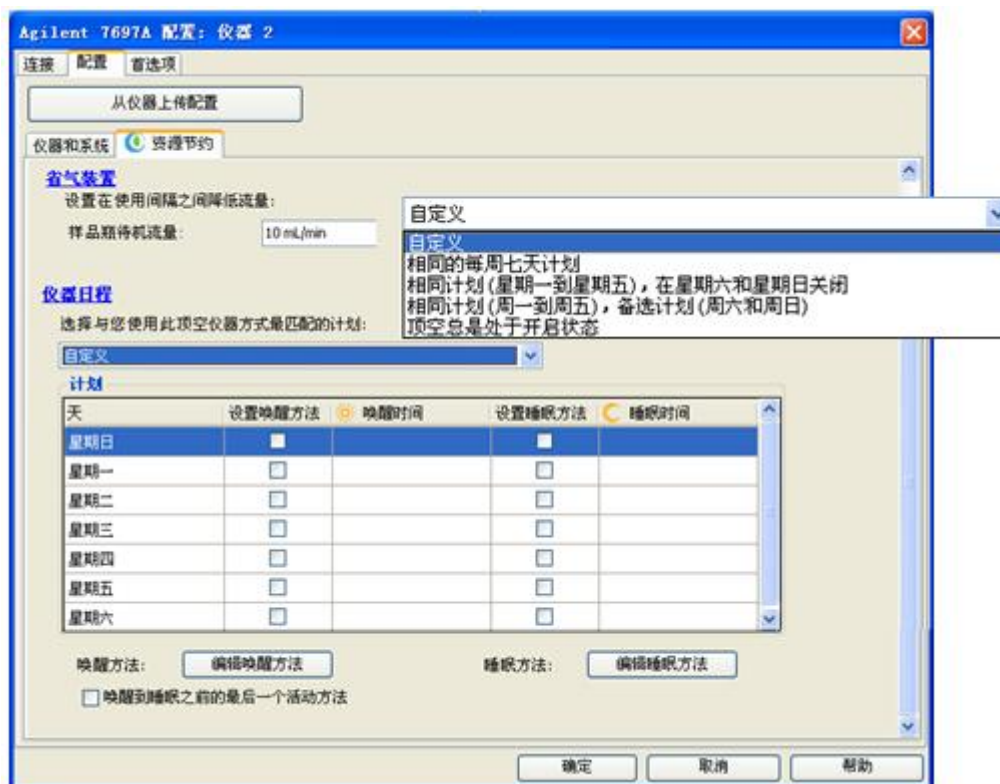 Agilent 7697A 配置: 仪器 2
连接 配置 首选项
从仪器上传配置
仪器和系统 资源节约
省气装置
设置在使用间隔之间降低流量:
样品瓶待机流量: 10 mL/min
自定义
自定义
相同的每周七天计划
相同计划(星期一到星期五), 在星期六和星期日关闭
相同计划(周一到周五), 备选计划(周六和周日)
顶空总是处于开启状态
仪器日程
选择与您使用此顶空仪器方式最匹配的计划:
自定义
计划
天 设置唤醒方法 唤醒时间 设置睡眠方法 睡眠时间
星期日
星期一
星期二
星期三
星期四
星期五
星期六
唤醒方法: 编辑唤醒方法 睡眠方法: 编辑睡眠方法
唤醒到睡眠之前的最后一个活动方法
确定 取消 帮助